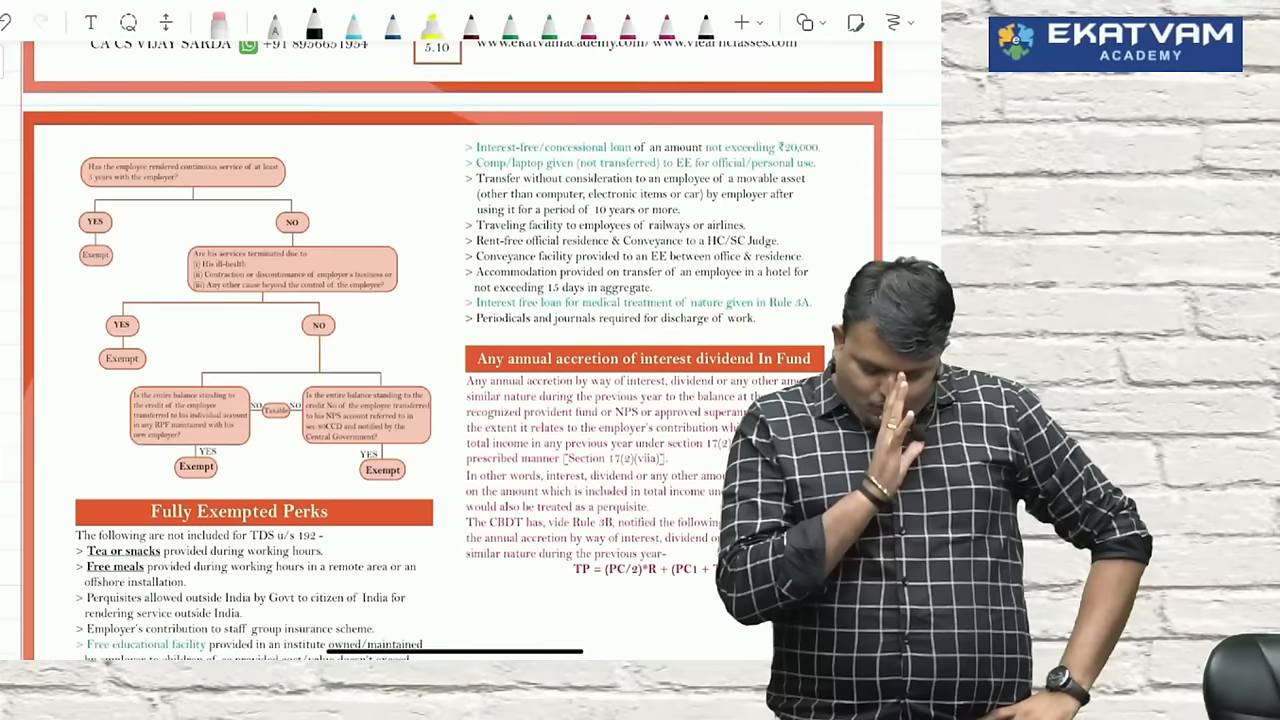 CA CS VIJAY SARDA +91 8956651954
5.10
www.ekatvamacademy.com/ www.vlearnclasses.com
EKATVAM
ACADEMY
Has the employee rendered continuous service of at least
5 years with the employer?
YES
NO
Exempt
Are his services terminated due to
(i) His ill-health
(ii) Contraction or discontinuance of employer's business or
(iii) Any other cause beyond the control of the employee?
YES
NO
Exempt
Is the entire balance standing to
the credit of the employee
transferred to his individual account
in any RPF maintained with his
new employer?
NO
Taxable
NO
Is the entire balance standing to the
credit No of the employee transferred
to his NPS account referred to in
sec 80CCD and notified by the
Central Government?
YES
Exempt
YES
Exempt
Fully Exempted Perks
The following are not included for TDS u/s 192 -
> Tea or snacks provided during working hours.
> Free meals provided during working hours in a remote area or an
offshore installation.
> Perquisites allowed outside India by Govt to citizen of India for
rendering service outside India.
> Employer's contribution to staff group insurance scheme.
> Free educational facility provided in an institute owned/maintained
> Interest-free/concessional loan of an amount not exceeding ₹20,000.
> Comp/laptop given (not transferred) to EE for official/personal use.
> Transfer without consideration to an employee of a movable asset
(other than computer, electronic items or car) by employer after
using it for a period of 10 years or more.
> Traveling facility to employees of railways or airlines.
> Rent-free official residence & Conveyance to a HC/SC Judge.
> Conveyance facility provided to an EE between office & residence.
> Accommodation provided on transfer of an employee in a hotel for
not exceeding 15 days in aggregate.
> Interest free loan for medical treatment of nature given in Rule 3A.
> Periodicals and journals required for discharge of work.
Any annual accretion of interest dividend In Fund
Any annual accretion by way of interest, dividend or any other
similar nature during the previous year to the balance at
recognized provident fund or NPS or approved
the extent it relates to the employer's contribution
total income in any previous year under section 17(2)
prescribed manner [Section 17(2)(viia)].
In other words, interest, dividend or any other
on the amount which is included in total income
would also be treated as a perquisite.
The CBDT has, vide Rule 3B, notified the following
the annual accretion by way of interest, dividend
similar nature during the previous year-
TP = (PC/2)*R + (PC1 +